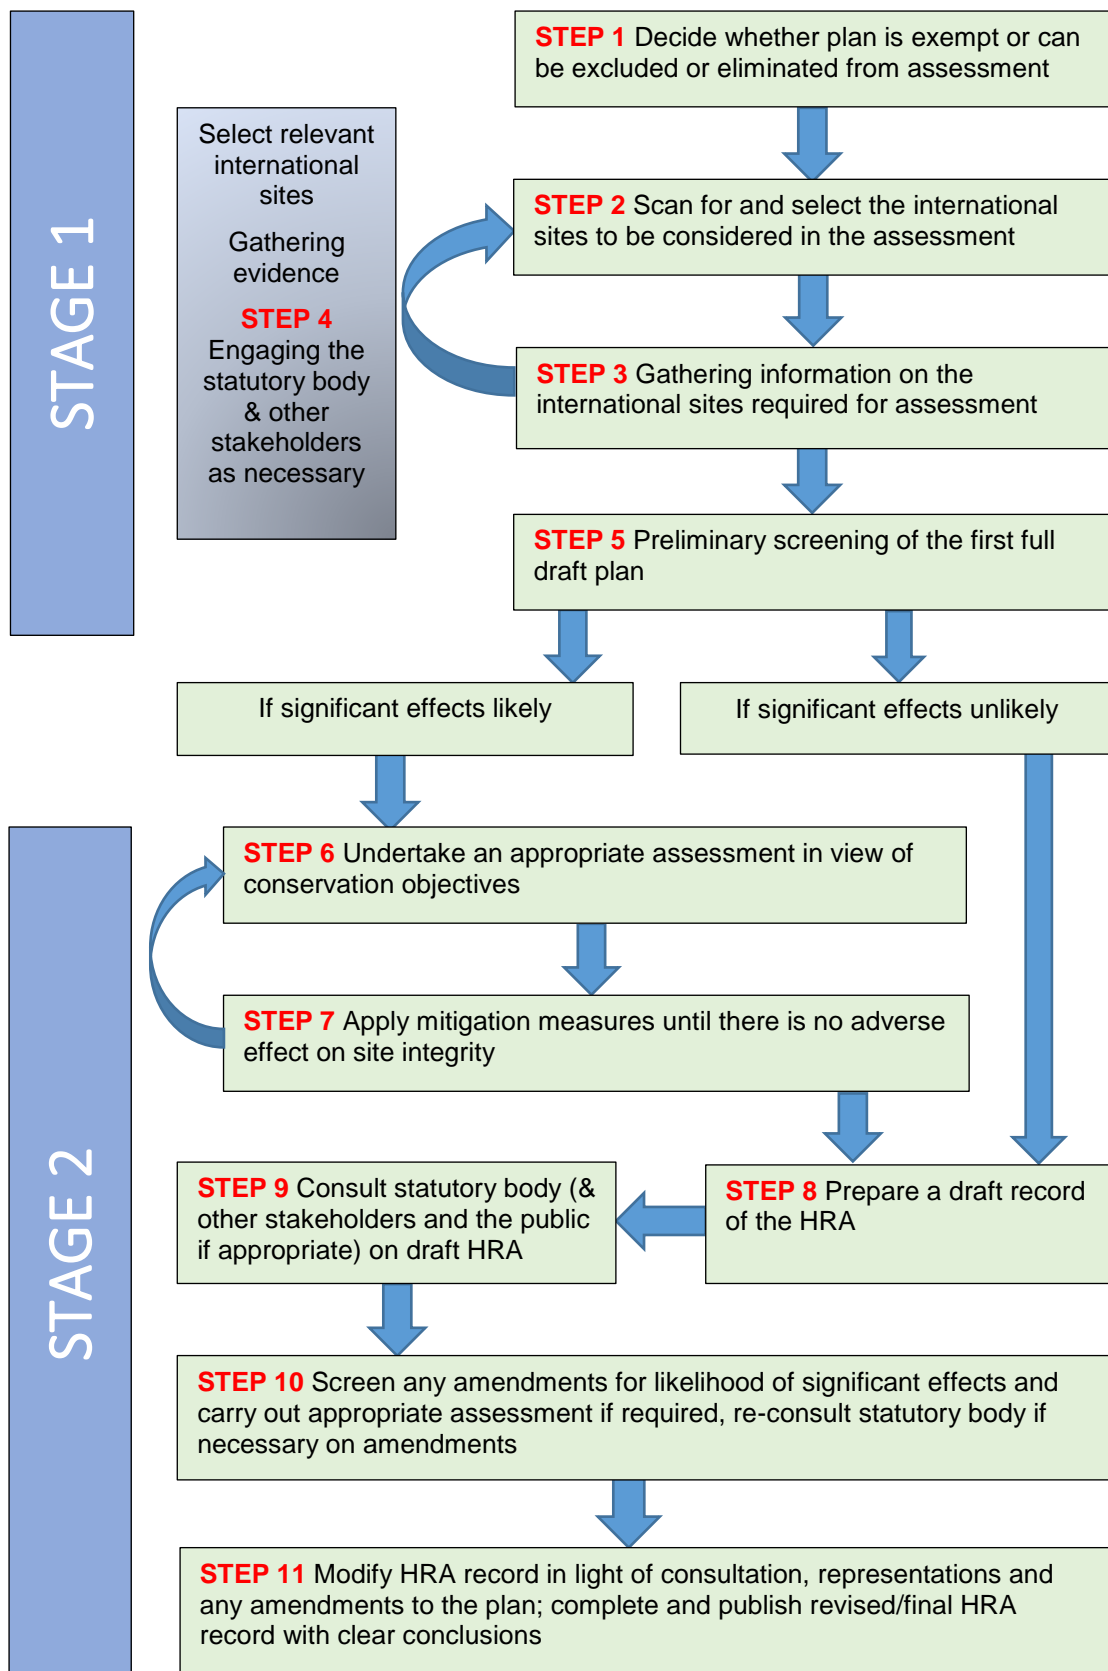 STAGE 1
STEP 1 Decide whether plan is exempt or can
be excluded or eliminated from assessment
Select relevant
international
sites
Gathering
evidence
STEP 4
Engaging the
statutory body
& other
stakeholders
as necessary
STEP 2 Scan for and select the international
sites to be considered in the assessment
STEP 3 Gathering information on the
international sites required for assessment
STEP 5 Preliminary screening of the first full
draft plan
If significant effects likely
If significant effects unlikely
STAGE 2
STEP 6 Undertake an appropriate assessment in view of
conservation objectives
STEP 7 Apply mitigation measures until there is no adverse
effect on site integrity
STEP 8 Prepare a draft record
of the HRA
STEP 9 Consult statutory body (&
other stakeholders and the public
if appropriate) on draft HRA
STEP 10 Screen any amendments for likelihood of significant effects and
carry out appropriate assessment if required, re-consult statutory body if
necessary on amendments
STEP 11 Modify HRA record in light of consultation, representations and
any amendments to the plan; complete and publish revised/final HRA
record with clear conclusions